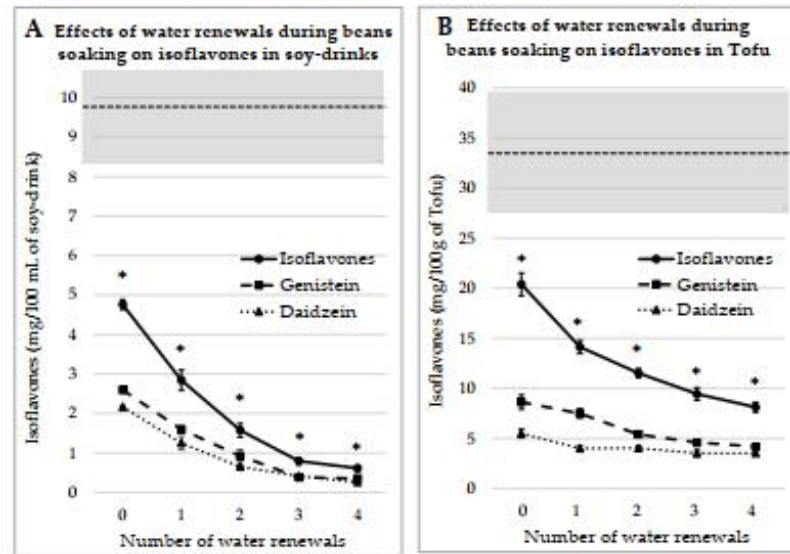 A Effects of water renewals during beans
soaking on isoflavones in soy-drinks
Isoflavones (mg/100 mL of soy-drink)
10
9
8
7
6
5
4
3
2
1
0
Isoflavones
Genistein
Daidzein
*
*
*
*
*
0 1 2 3 4
Number of water renewals
B Effects of water renewals during
beans soaking on isoflavones in Tofu
Isoflavones (mg/100g of Tofu)
40
35
30
25
20
15
10
5
0
Isoflavones
Genistein
Daidzein
*
*
*
*
*
0 1 2 3 4
Number of water renewals